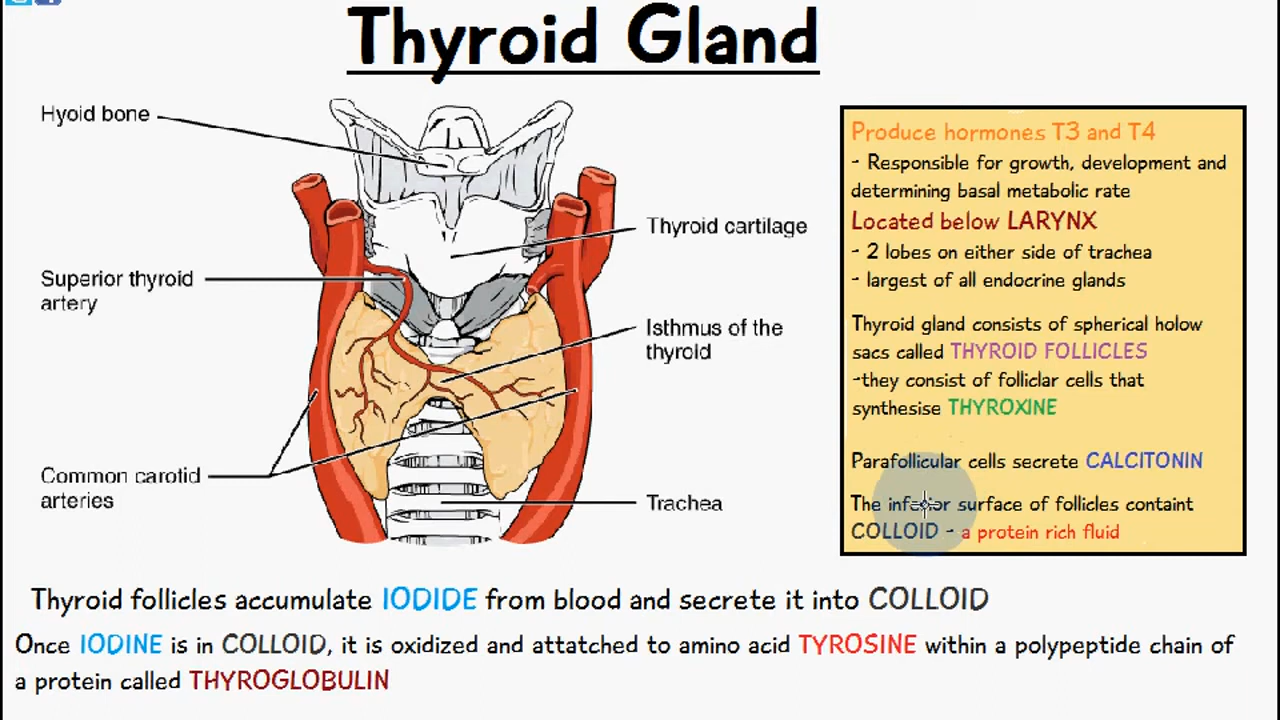 Thyroid Gland
Hyoid bone
Thyroid cartilage
Superior thyroid
artery
Isthmus of the
thyroid
Common carotid
arteries
Trachea
Produce hormones T3 and T4
- Responsible for growth, development and
determining basal metabolic rate
Located below LARYNX
- 2 lobes on either side of trachea
- largest of all endocrine glands
Thyroid gland consists of spherical holow
sacs called THYROID FOLLICLES
-they consist of folliclar cells that
synthesise THYROXINE
Parafollicular cells secrete CALCITONIN
The surface of follicles containt
COLLOID - a protein rich fluid
Thyroid follicles accumulate IODIDE from blood and secrete it into COLLOID
Once IODINE is in COLLOID, it is oxidized and attatched to amino acid TYROSINE within a polypeptide chain of
a protein called THYROGLOBULIN